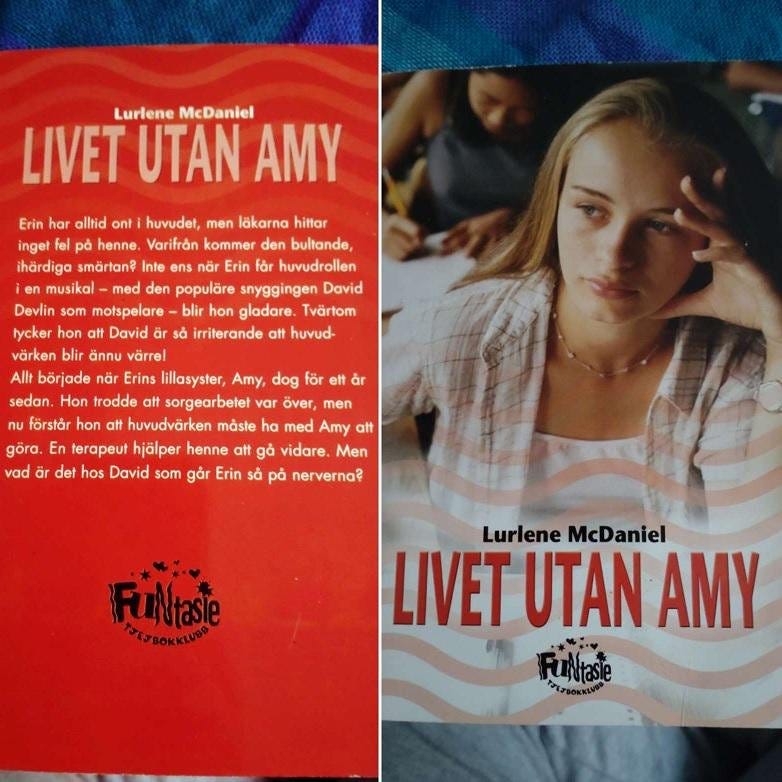 Lurlene McDaniel
LIVET UTAN AMY
Erin har alltid ont i huvudet, men läkarna hittar
inget fel på henne. Varifrån kommer den bultande,
ihärdiga smärtan? Inte ens när Erin får huvudrollen
i en musikal – med den populäre snyggingen David
Devlin som motspelare – blir hon gladare. Tvärtom
tycker hon att David är så irriterande att huvud-
värken blir ännu värre!
Allt började när Erins lillasyster, Amy, dog för ett år
sedan. Hon trodde att sorgearbetet var över, men
nu förstår hon att huvudvärken måste ha med Amy att
göra. En terapeut hjälper henne att gå vidare. Men
vad är det hos David som går Erin så på nerverna?
FUNtasie
TJEJBOKKLUBB
Lurlene McDaniel
LIVET UTAN AMY
FUNtasie
TJEJBOKKLUBB